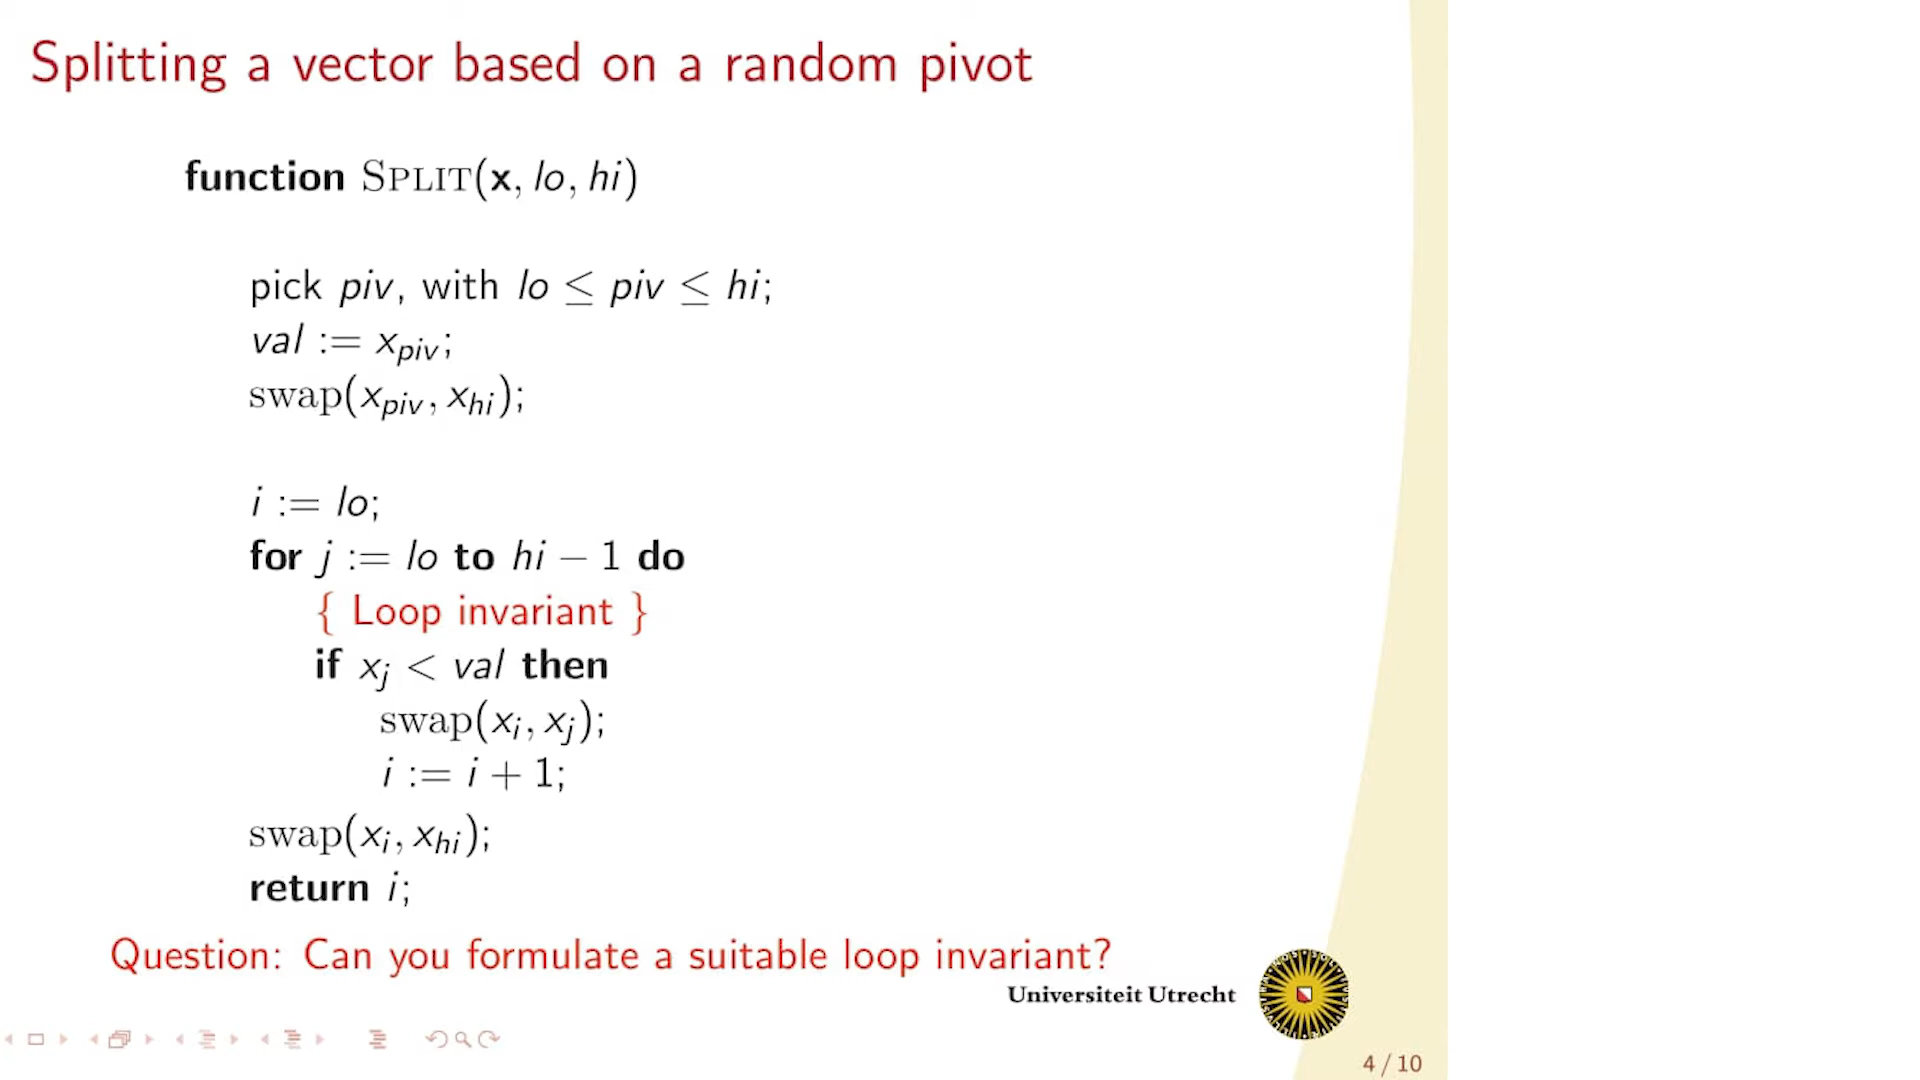 Splitting a vector based on a random pivot
function SPLIT(x, lo, hi)
pick piv, with lo ≤ piv ≤ hi;
val := x_piv;
swap(x_piv, x_hi);
i := lo;
for j := lo to hi − 1 do
{ Loop invariant }
if x_j < val then
swap(x_i, x_j);
i := i + 1;
swap(x_i, x_hi);
return i;
Question: Can you formulate a suitable loop invariant?
Universiteit Utrecht
4 / 10